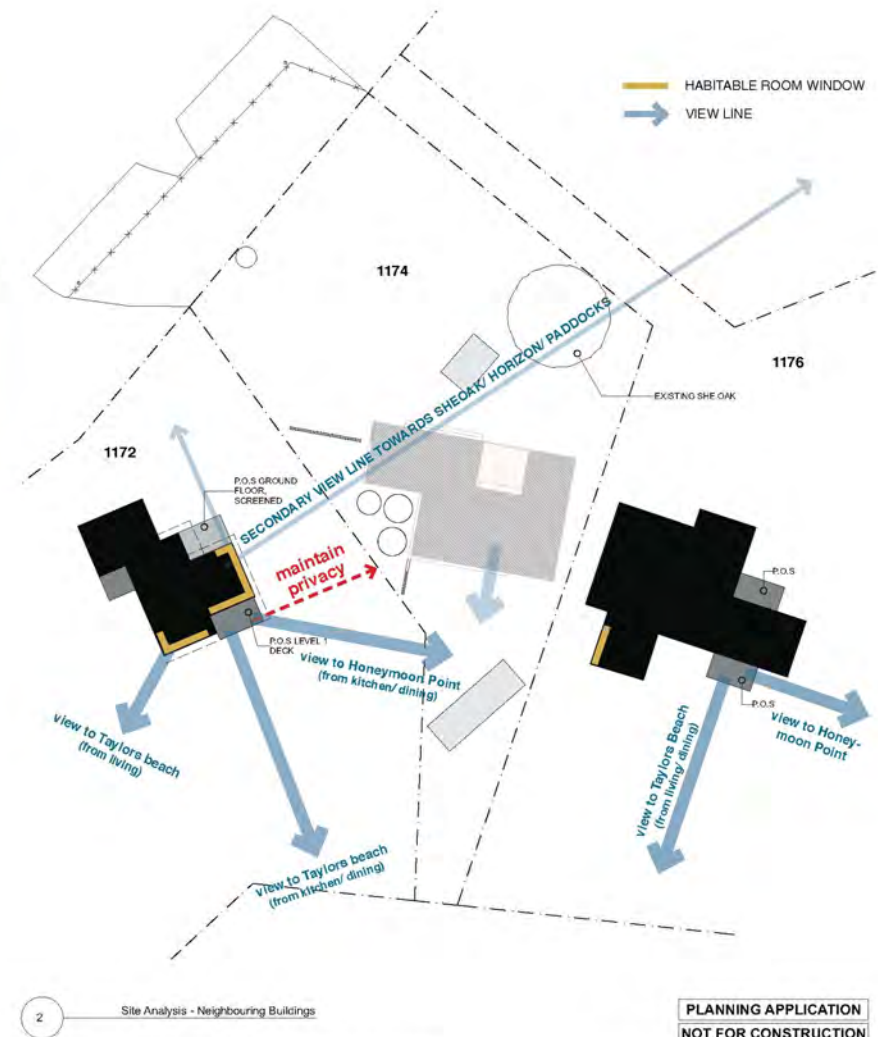 HABITABLE ROOM WINDOW
VIEW LINE
1174
1176
SECONDARY VIEW LINE TOWARDS SHEOAK/ HORIZON/ PADDOCKS
EXISTING SHE OAK
1172
P.O.S GROUND
FLOOR,
SCREENED
maintain
privacy
P.O.S LEVEL 1
DECK
view to Honeymoon Point
(from kitchen/ dining)
view to Taylors beach
(from living)
view to Taylors beach
(from kitchen/ dining)
P.O.S
P.O.S
view to Honey-
moon Point
view to Taylors Beach
(from living/ dining)
2
Site Analysis - Neighbouring Buildings
PLANNING APPLICATION
NOT FOR CONSTRUCTION